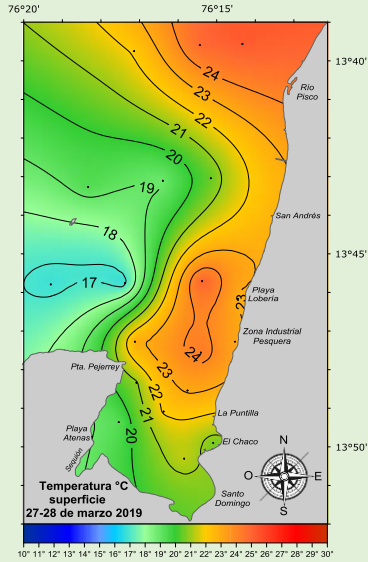 76°20'
76°15'
13°40'
24
Río
Pisco
23
22
21
20
19
San Andrés
18
13°45'
17
Playa
Lobería
23
Zona Industrial
Pesquera
24
Pta. Pejerrey
23
22
21
La Puntilla
20
Playa
Atenas
El Chaco
13°50'
Sequión
N
O
E
S
Santo
Domingo
Temperatura °C
superficie
27-28 de marzo 2019
10° 11° 12° 13° 14° 15° 16° 17° 18° 19° 20° 21° 22° 23° 24° 25° 26° 27° 28° 29° 30°